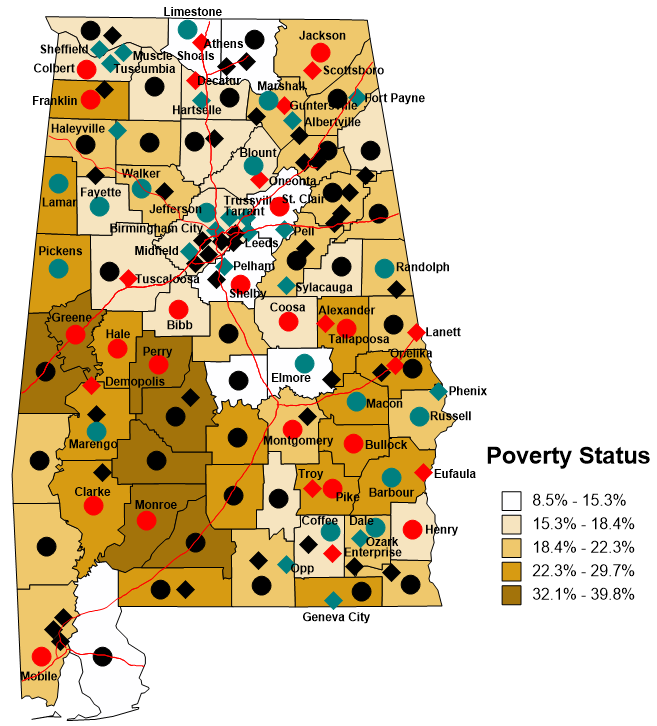 Limestone
Jackson
Sheffield
Athens
Muscle Shoals
Colbert
Tuscumbia
Scottsboro
Decatur
Marshall
Franklin
Hartselle
Guntersville
Fort Payne
Albertville
Haleyville
Blount
Walker
Oneonta
Fayette
Lamar
Trussville
St. Clair
Jefferson
Tarrant
Birmingham City
Pell
Leeds
Midfield
Pickens
Pelham
Randolph
Tuscaloosa
Sylacauga
Shelby
Greene
Bibb
Coosa
Alexander
Hale
Tallapoosa
Lanett
Perry
Opelika
Elmore
Demopolis
Phenix
Macon
Russell
Marengo
Montgomery
Bullock
Troy
Eufaula
Clarke
Pike
Barbour
Monroe
Coffee
Dale
Henry
Ozark
Enterprise
Opp
Geneva City
Mobile
Poverty Status
8.5% - 15.3%
15.3% - 18.4%
18.4% - 22.3%
22.3% - 29.7%
32.1% - 39.8%